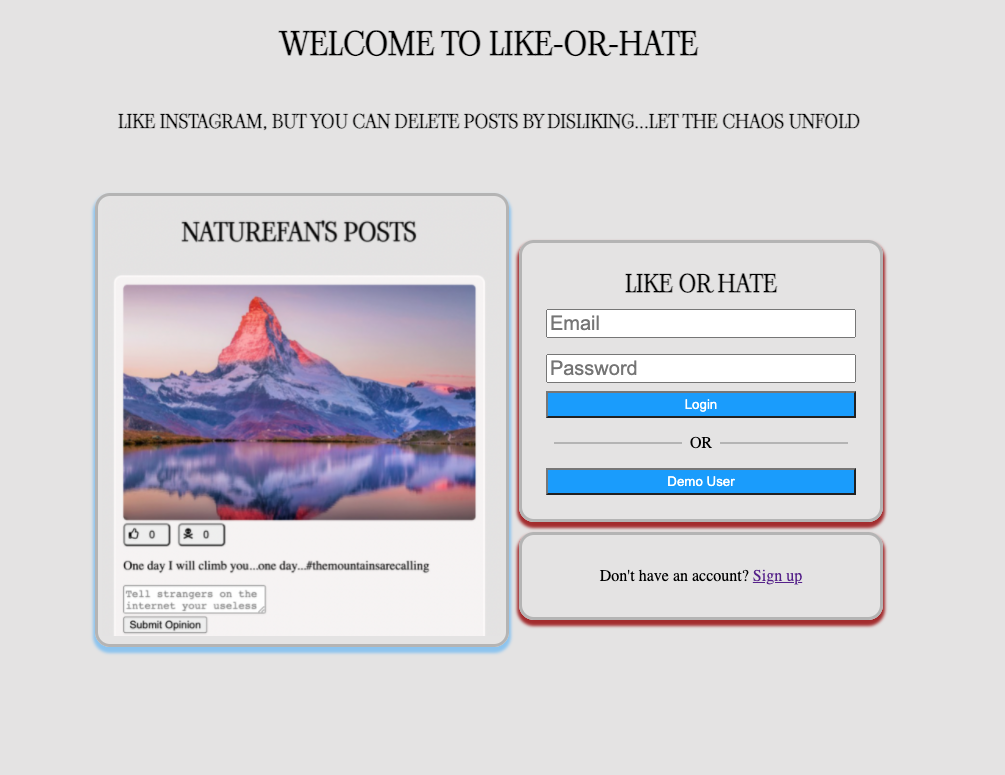 WELCOME TO LIKE-OR-HATE
LIKE INSTAGRAM, BUT YOU CAN DELETE POSTS BY DISLIKING...LET THE CHAOS UNFOLD
NATUREFAN'S POSTS
0 0
One day I will climb you...one day...#themountainsarecalling
Tell strangers on the
internet your useless
Submit Opinion
LIKE OR HATE
Email
Password
Login
OR
Demo User
Don't have an account? Sign up